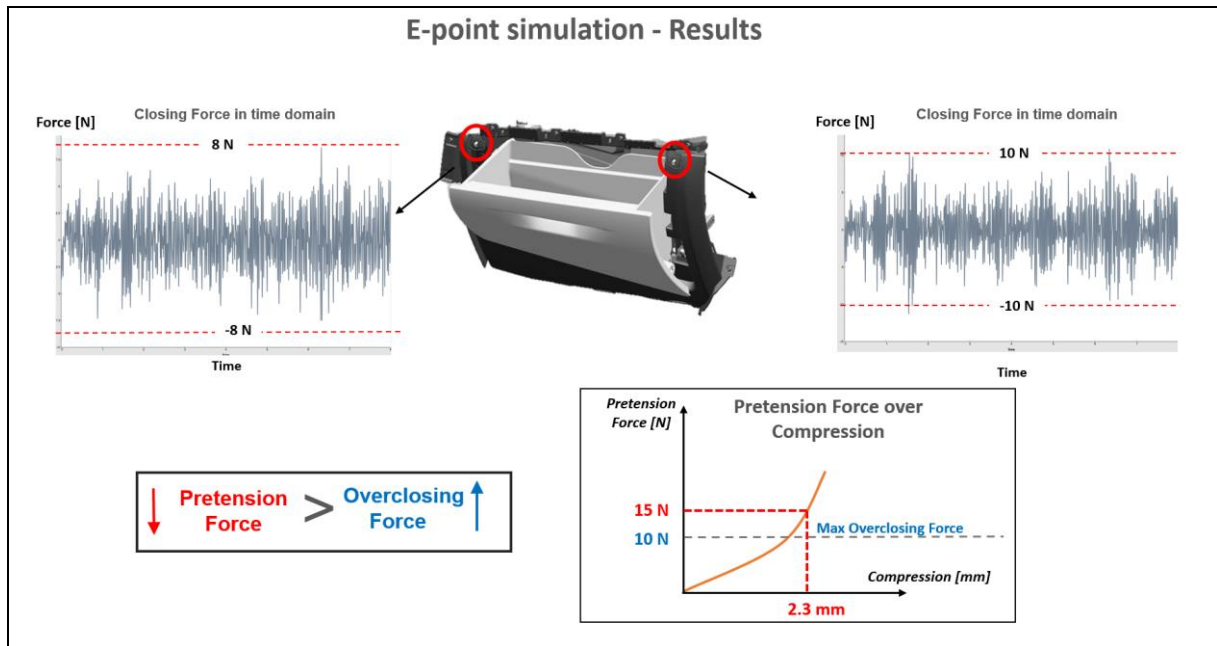 E-point simulation - Results
Closing Force in time domain
Force [N]
8 N
-8 N
Time
Closing Force in time domain
Force [N]
10 N
-10 N
Time
Pretension
Force
>
Overclosing
Force
Pretension Force over
Compression
Pretension
Force [N]
15 N
10 N
Max Overclosing Force
Compression [mm]
2.3 mm